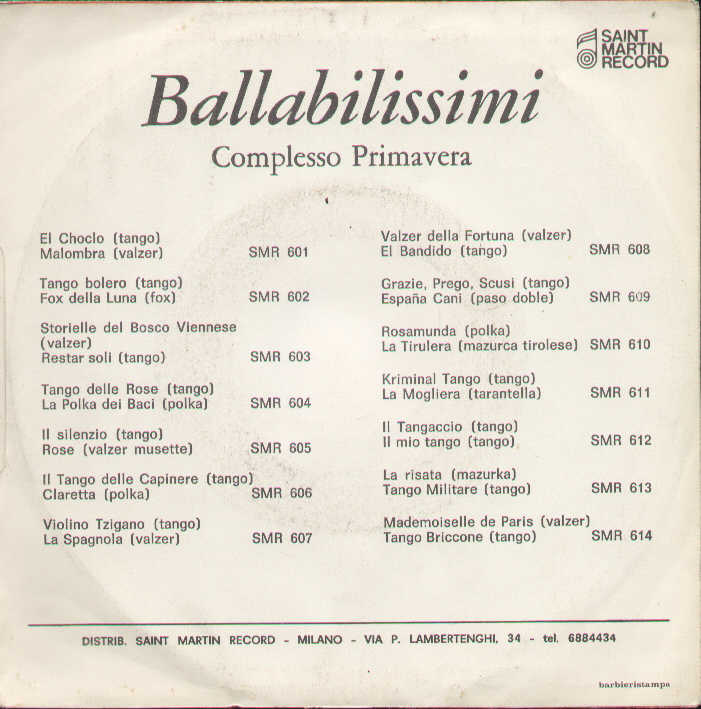 SAINT
MARTIN
RECORD
Ballabilissimi
Complesso Primavera
El Choclo (tango)
Malombra (valzer) SMR 601
Tango bolero (tango)
Fox della Luna (fox) SMR 602
Storielle del Bosco Viennese
(valzer)
Restar soli (tango) SMR 603
Tango delle Rose (tango)
La Polka dei Baci (polka) SMR 604
Il silenzio (tango)
Rose (valzer musette) SMR 605
Il Tango delle Capinere (tango)
Claretta (polka) SMR 606
Violino Tzigano (tango)
La Spagnola (valzer) SMR 607
Valzer della Fortuna (valzer)
El Bandido (tango) SMR 608
Grazie, Prego, Scusi (tango)
España Cani (paso doble) SMR 609
Rosamunda (polka)
La Tirulera (mazurca tirolese) SMR 610
Kriminal Tango (tango)
La Mogliera (tarantella) SMR 611
Il Tangaccio (tango)
Il mio tango (tango) SMR 612
La risata (mazurka)
Tango Militare (tango) SMR 613
Mademoiselle de Paris (valzer)
Tango Briccone (tango) SMR 614
DISTRIB. SAINT MARTIN RECORD - MILANO - VIA P. LAMBERTENGHI, 34 - tel. 6884434
barbieristampa